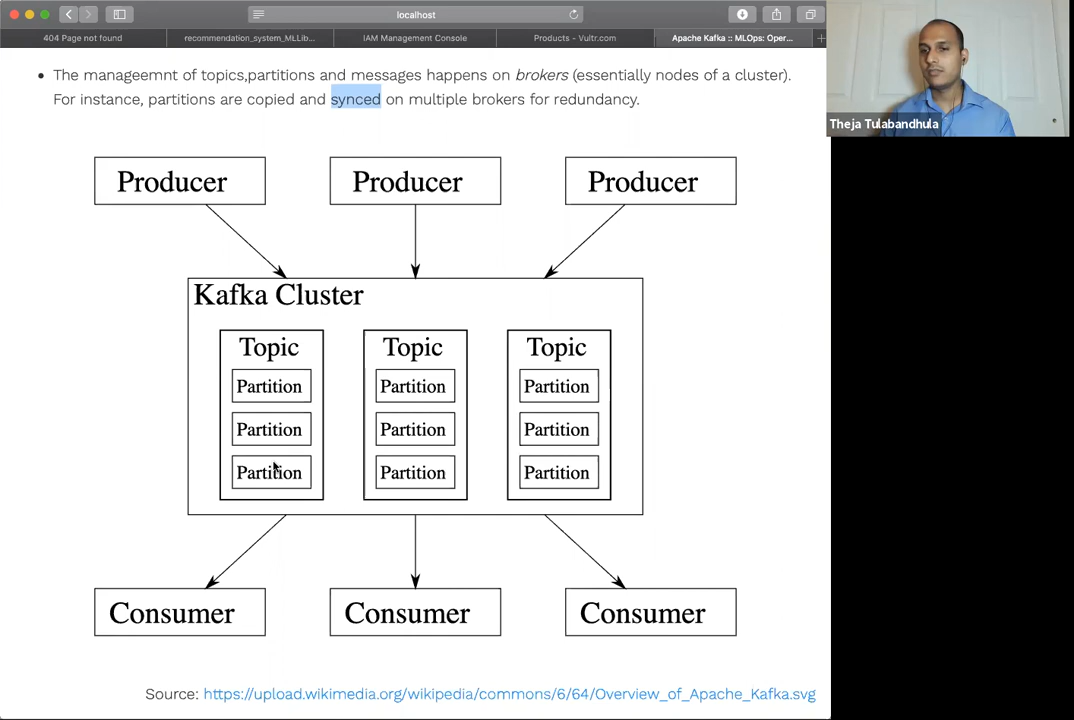 localhost
404 Page not found
recommendation_system_MLLib...
IAM Management Console
Products - Vultr.com
Apache Kafka :: MLOps: Oper...
The manageemnt of topics,partitions and messages happens on brokers (essentially nodes of a cluster).
For instance, partitions are copied and synced on multiple brokers for redundancy.
Theja Tulabandhula
Producer
Producer
Producer
Kafka Cluster
Topic
Topic
Topic
Partition
Partition
Partition
Partition
Partition
Partition
Partition
Partition
Partition
Consumer
Consumer
Consumer
Source: https://upload.wikimedia.org/wikipedia/commons/6/64/Overview_of_Apache_Kafka.svg